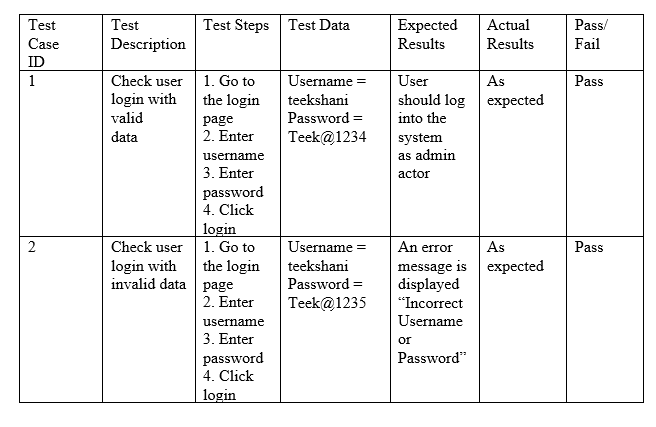 Test Case ID
Test Description
Test Steps
Test Data
Expected Results
Actual Results
Pass/ Fail
1
Check user
login with
valid
data
1. Go to
the login
page
2. Enter
username
3. Enter
password
4. Click
login
Username =
teekshani
Password =
Teek@1234
User
should log
into the
system
as admin
actor
As
expected
Pass
2
Check user
login with
invalid data
1. Go to
the login
page
2. Enter
username
3. Enter
password
4. Click
login
Username =
teekshani
Password =
Teek@1235
An error
message is
displayed
“Incorrect
Username
or
Password”
As
expected
Pass